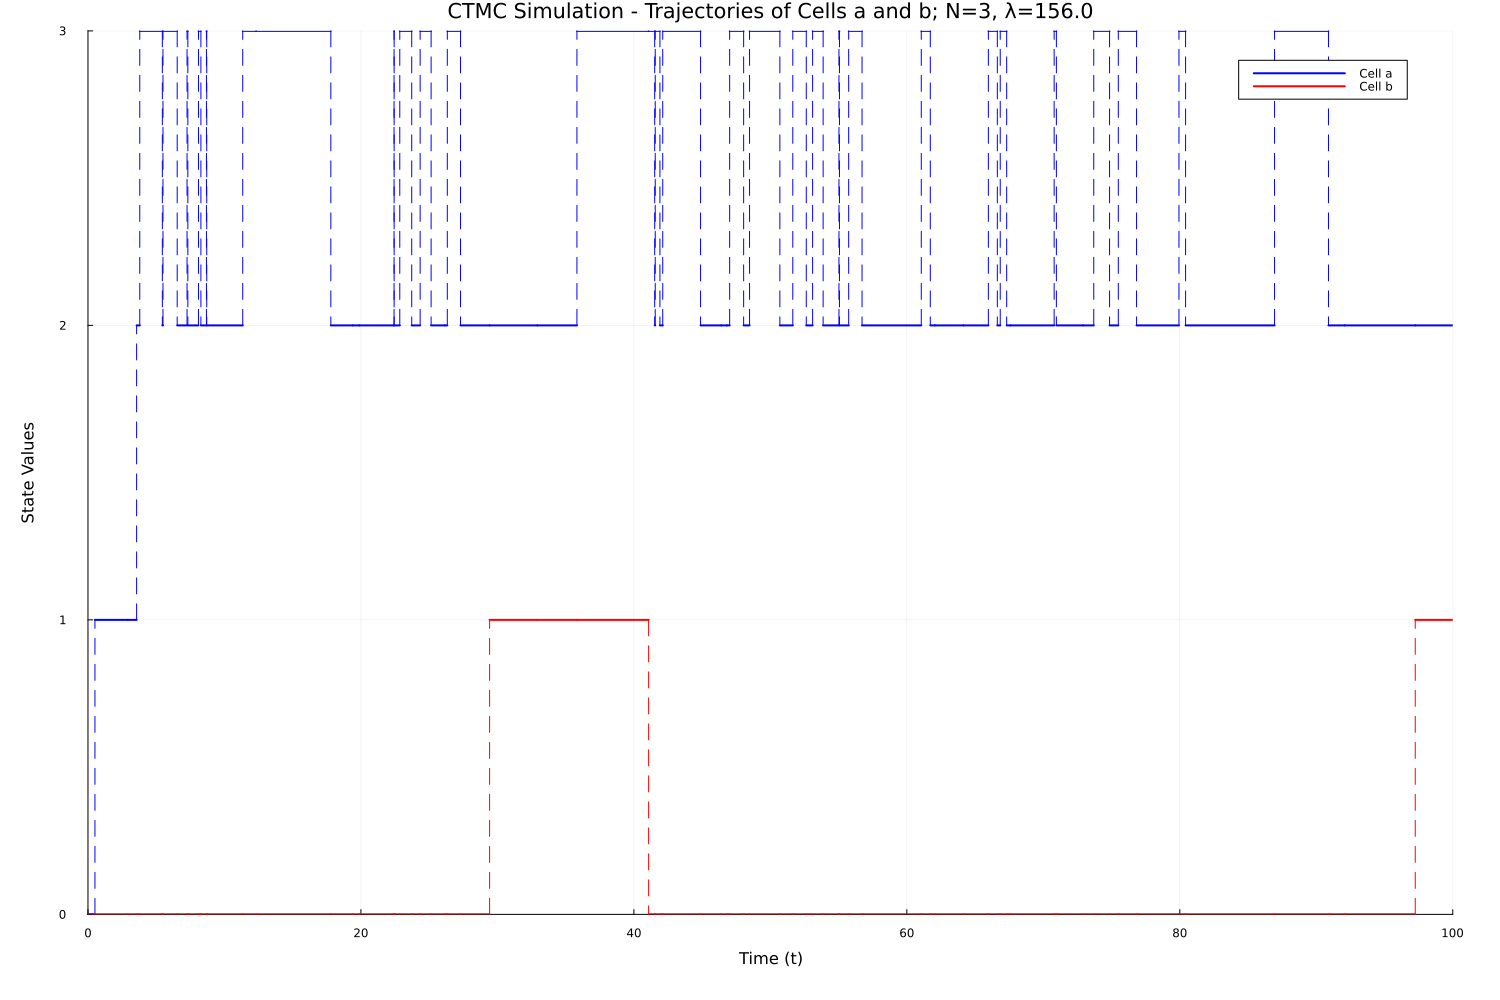 CTMC Simulation - Trajectories of Cells a and b; N=3, λ=156.0
3
Cell a
Cell b
2
State Values
1
0
0 20 40 60 80 100
Time (t)